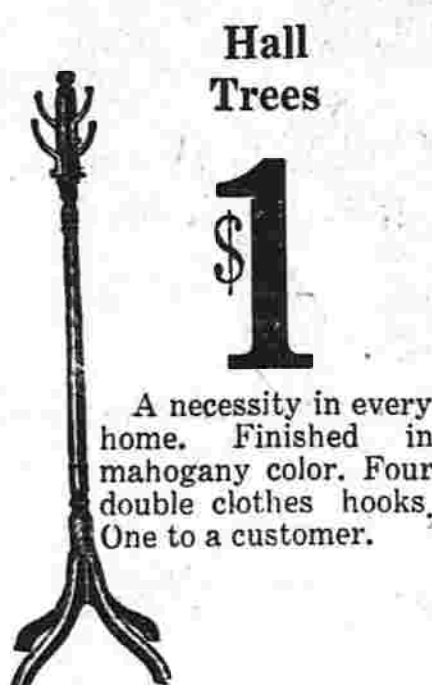 Hall
Trees
$1
A necessity in every
home. Finished in
mahogany color. Four
double clothes hooks.
One to a customer.